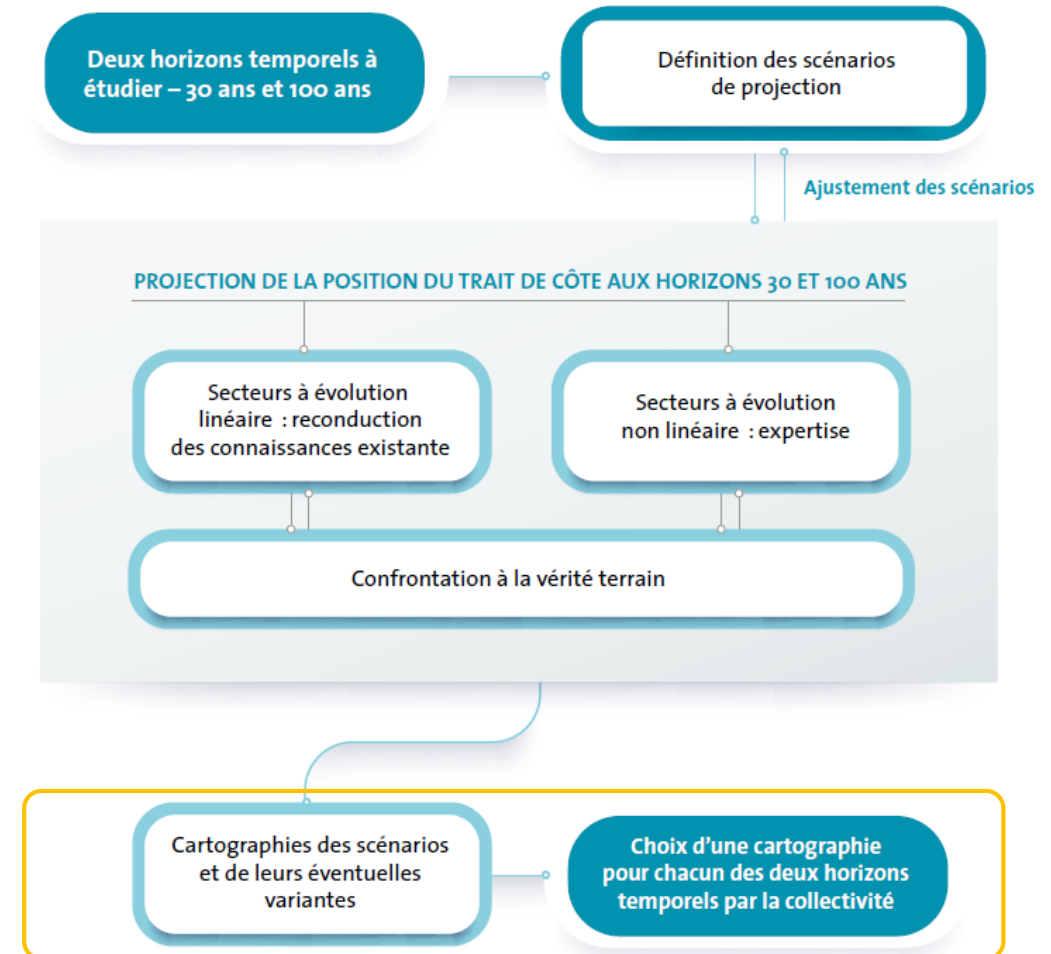 Deux horizons temporels à
étudier – 30 ans et 100 ans
Définition des scénarios
de projection
Ajustement des scénarios
PROJECTION DE LA POSITION DU TRAIT DE CÔTE AUX HORIZONS 30 ET 100 ANS
Secteurs à évolution
linéaire : reconduction
des connaissances existante
Secteurs à évolution
non linéaire : expertise
Confrontation à la vérité terrain
Cartographies des scénarios
et de leurs éventuelles
variantes
Choix d'une cartographie
pour chacun des deux horizons
temporels par la collectivité